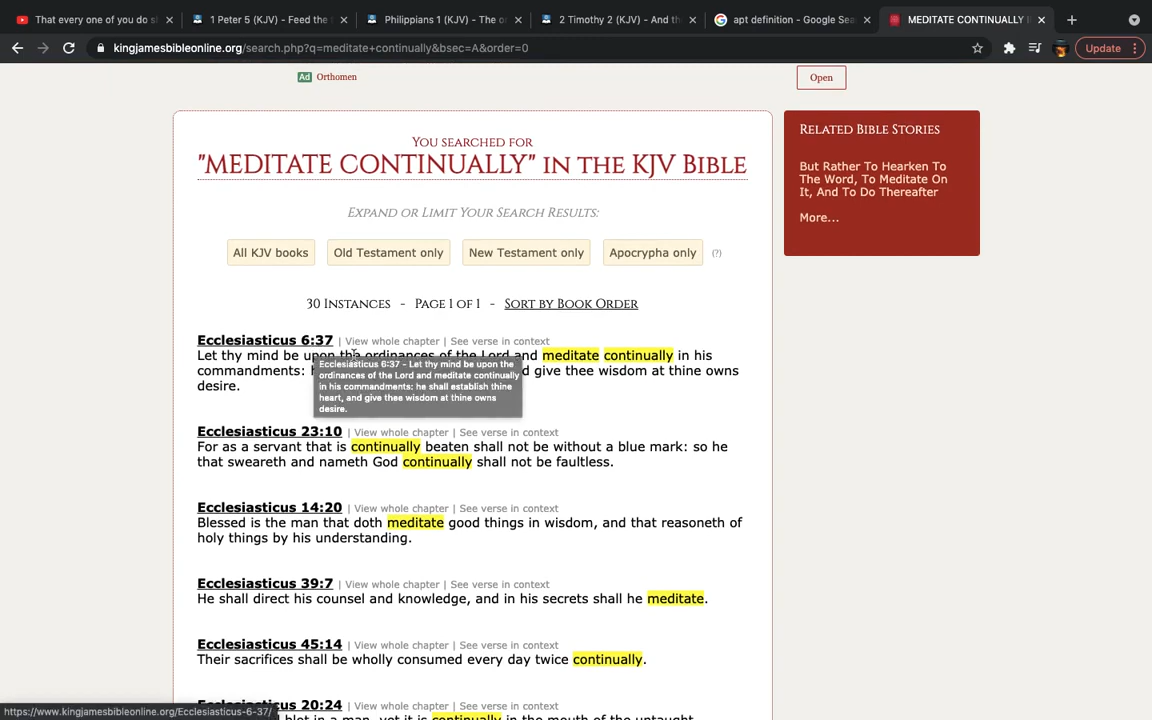 That every one of you do s
1 Peter 5 (KJV) - Feed the
Philippians 1 (KJV) - The o
2 Timothy 2 (KJV) - And th
apt definition - Google Sea
MEDITATE CONTINUALLY I
kingjamesbibleonline.org/search.php?q=meditate+continually&bsec=A&order=0
Update
Ad Orthomen
Open
YOU SEARCHED FOR
"MEDITATE CONTINUALLY" IN THE KJV BIBLE
EXPAND OR LIMIT YOUR SEARCH RESULTS:
All KJV books
Old Testament only
New Testament only
Apocrypha only
(?)
30 INSTANCES - PAGE 1 OF 1 - SORT BY BOOK ORDER
Ecclesiasticus 6:37 | View whole chapter | See verse in context
Let thy mind be upon the ordinances of the Lord and meditate continually in his
commandments: h
d give thee wisdom at thine owns
desire.
Ecclesiasticus 6:37 - Let thy mind be upon the
ordinances of the Lord and meditate continually
in his commandments: he shall establish thine
heart, and give thee wisdom at thine owns
desire.
Ecclesiasticus 23:10 | View whole chapter | See verse in context
For as a servant that is continually beaten shall not be without a blue mark: so he
that sweareth and nameth God continually shall not be faultless.
Ecclesiasticus 14:20 | View whole chapter | See verse in context
Blessed is the man that doth meditate good things in wisdom, and that reasoneth of
holy things by his understanding.
Ecclesiasticus 39:7 | View whole chapter | See verse in context
He shall direct his counsel and knowledge, and in his secrets shall he meditate.
Ecclesiasticus 45:14 | View whole chapter | See verse in context
Their sacrifices shall be wholly consumed every day twice continually.
Ecclesiasticus 20:24 | View whole chapter | See verse in context
blot in a man, yet it is continually in the mouth of the untaught.
https://www.kingjamesbibleonline.org/Ecclesiasticus-6-37/
RELATED BIBLE STORIES
But Rather To Hearken To
The Word, To Meditate On
It, And To Do Thereafter
More...